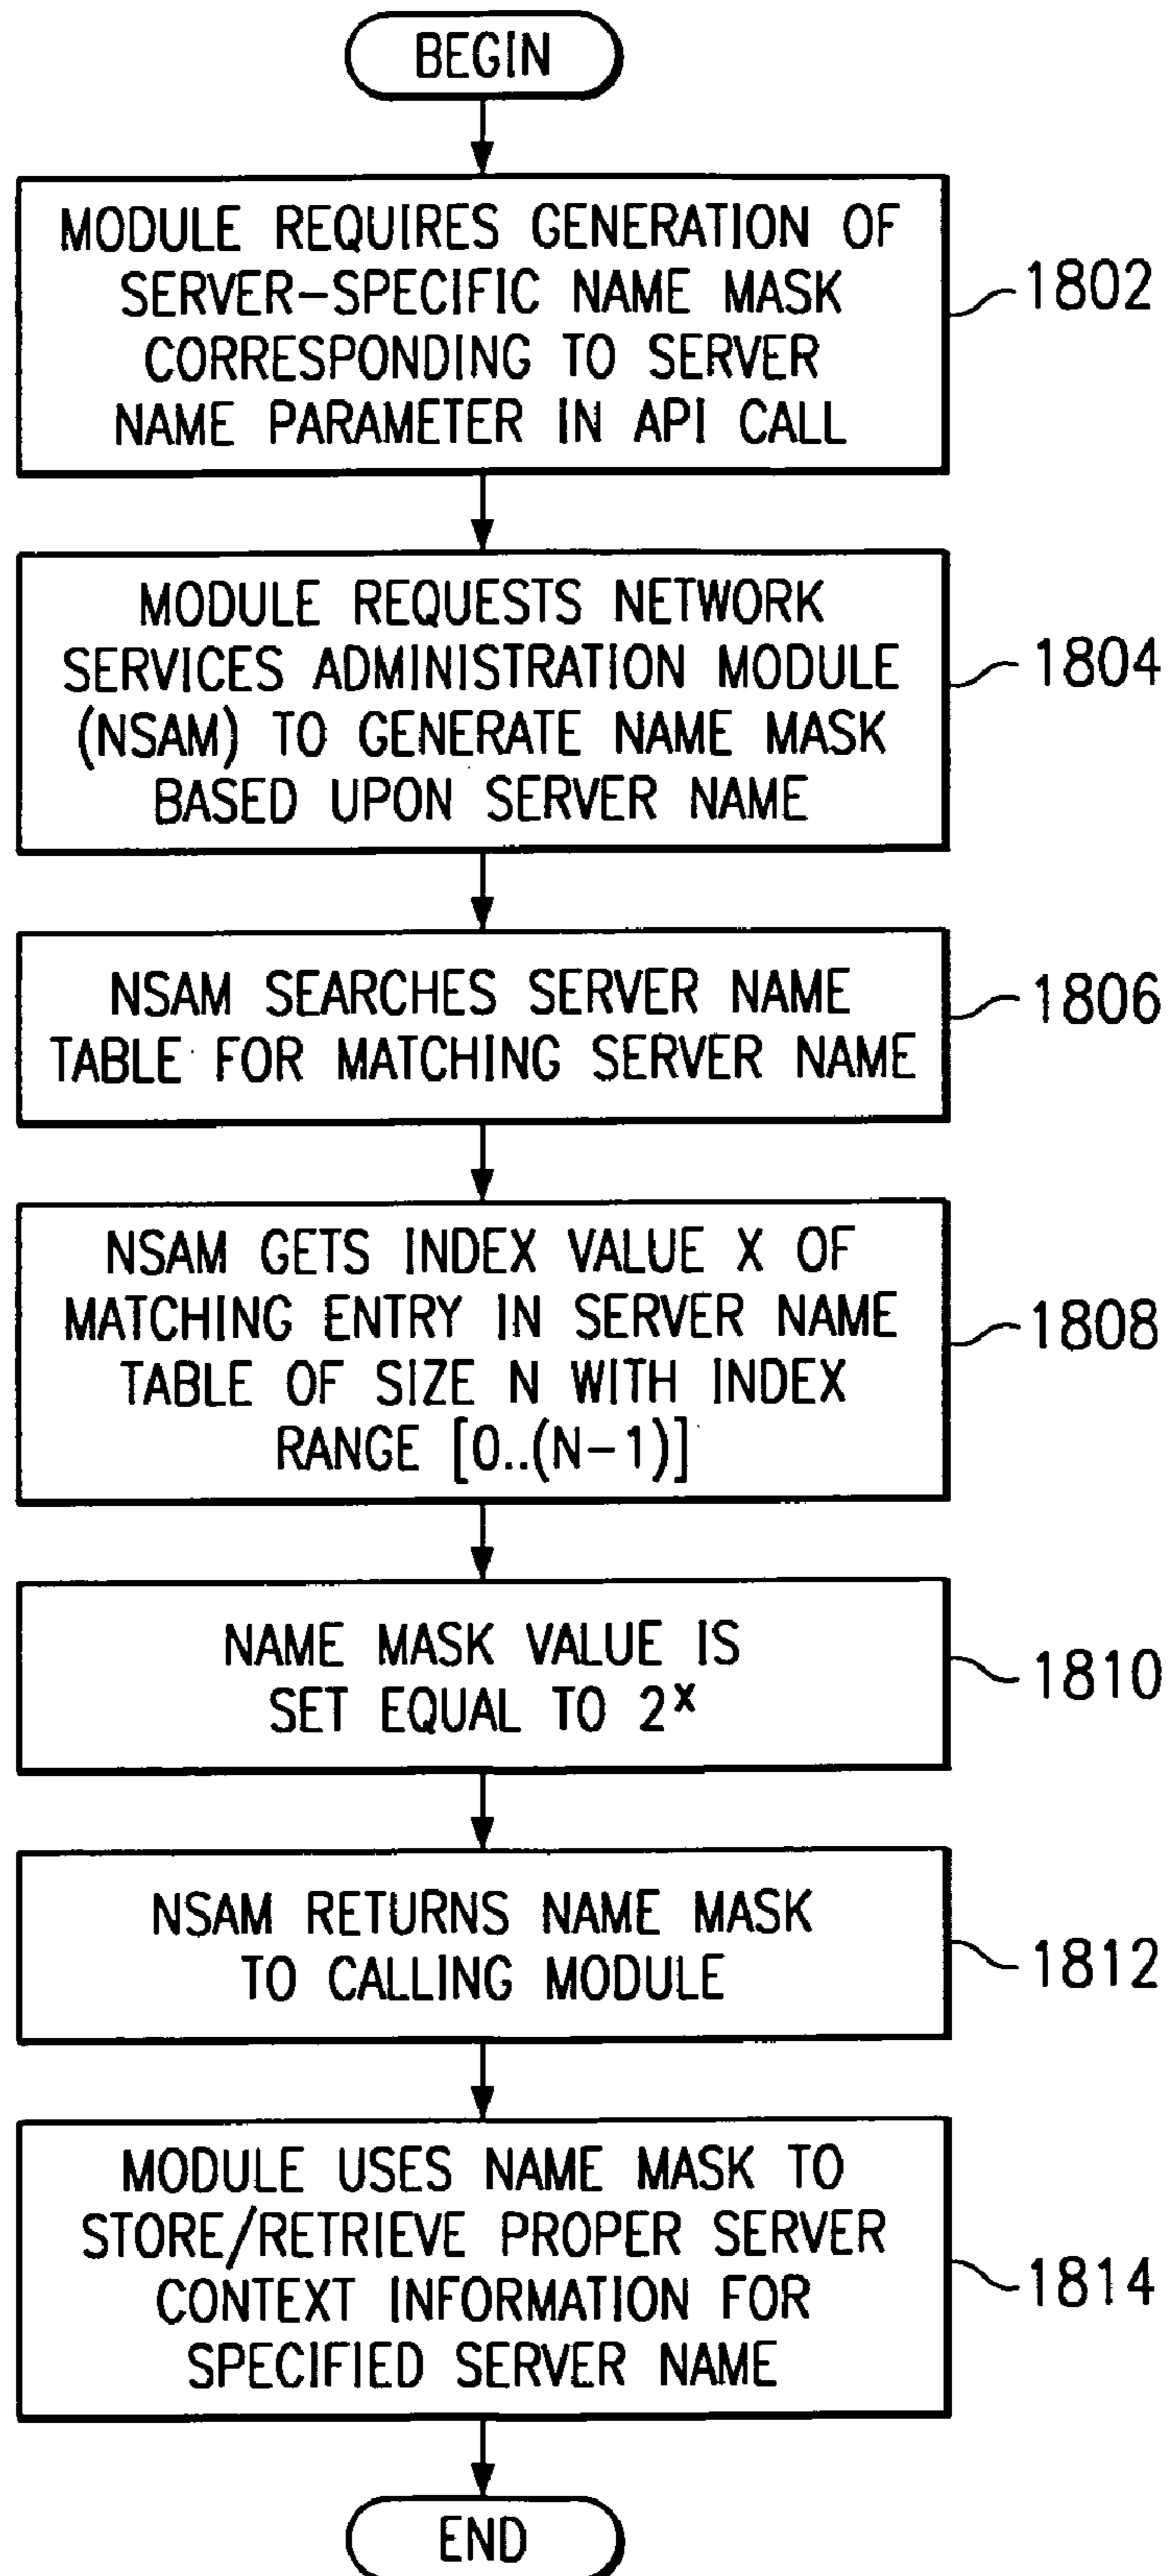 BEGIN
MODULE REQUIRES GENERATION OF
SERVER-SPECIFIC NAME MASK
CORRESPONDING TO SERVER
NAME PARAMETER IN API CALL
1802
MODULE REQUESTS NETWORK
SERVICES ADMINISTRATION MODULE
(NSAM) TO GENERATE NAME MASK
BASED UPON SERVER NAME
1804
NSAM SEARCHES SERVER NAME
TABLE FOR MATCHING SERVER NAME
1806
NSAM GETS INDEX VALUE X OF
MATCHING ENTRY IN SERVER NAME
TABLE OF SIZE N WITH INDEX
RANGE [0..(N-1)]
1808
NAME MASK VALUE IS
SET EQUAL TO 2ˣ
1810
NSAM RETURNS NAME MASK
TO CALLING MODULE
1812
MODULE USES NAME MASK TO
STORE/RETRIEVE PROPER SERVER
CONTEXT INFORMATION FOR
SPECIFIED SERVER NAME
1814
END